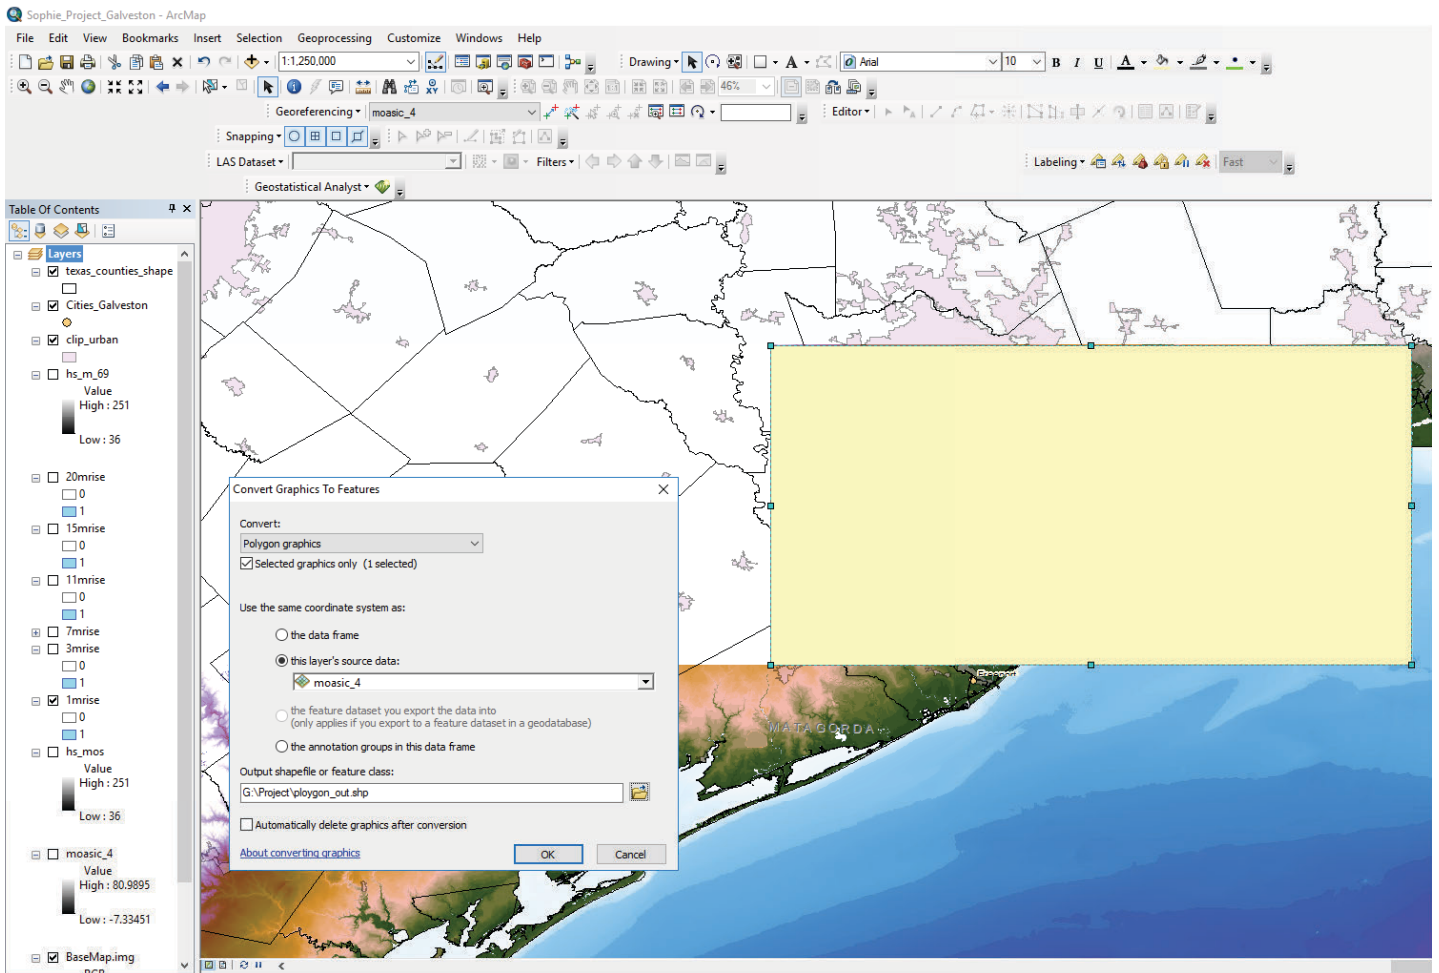 Sophie_Project_Galveston - ArcMap
File Edit View Bookmarks Insert Selection Geoprocessing Customize Windows Help
1:1,250,000 Drawing A Arial 10 B I U A
46%
Georeferencing moasic_4 Editor
Snapping
LAS Dataset Filters Labeling Fast
Geostatistical Analyst
Table Of Contents
Layers
texas_counties_shape
Cities_Galveston
clip_urban
hs_m_69
Value
High : 251
Low : 36
20mrise
0
1
15mrise
0
1
11mrise
0
1
7mrise
3mrise
0
1
1mrise
0
1
hs_mos
Value
High : 251
Low : 36
moasic_4
Value
High : 80.9895
Low : -7.33451
BaseMap.img
RGB
Convert Graphics To Features
Convert:
Polygon graphics
Selected graphics only (1 selected)
Use the same coordinate system as:
the data frame
this layer's source data:
moasic_4
the feature dataset you export the data into
(only applies if you export to a feature dataset in a geodatabase)
the annotation groups in this data frame
Output shapefile or feature class:
G:\Project\ploygon_out.shp
Automatically delete graphics after conversion
About converting graphics
OK Cancel
Freeport
MATAGORDA